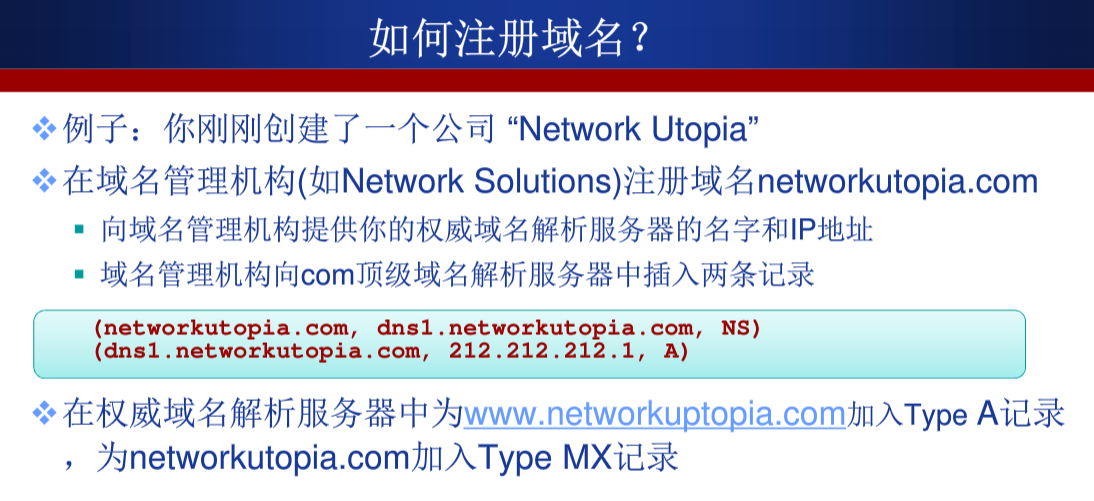 如何注册域名？
例子：你刚刚创建了一个公司 “Network Utopia”
在域名管理机构(如Network Solutions)注册域名networkutopia.com
向域名管理机构提供你的权威域名解析服务器的名字和IP地址
域名管理机构向com顶级域名解析服务器中插入两条记录
(networkutopia.com, dns1.networkutopia.com, NS)
(dns1.networkutopia.com, 212.212.212.1, A)
在权威域名解析服务器中为www.networkuptopia.com加入Type A记录
，为networkutopia.com加入Type MX记录